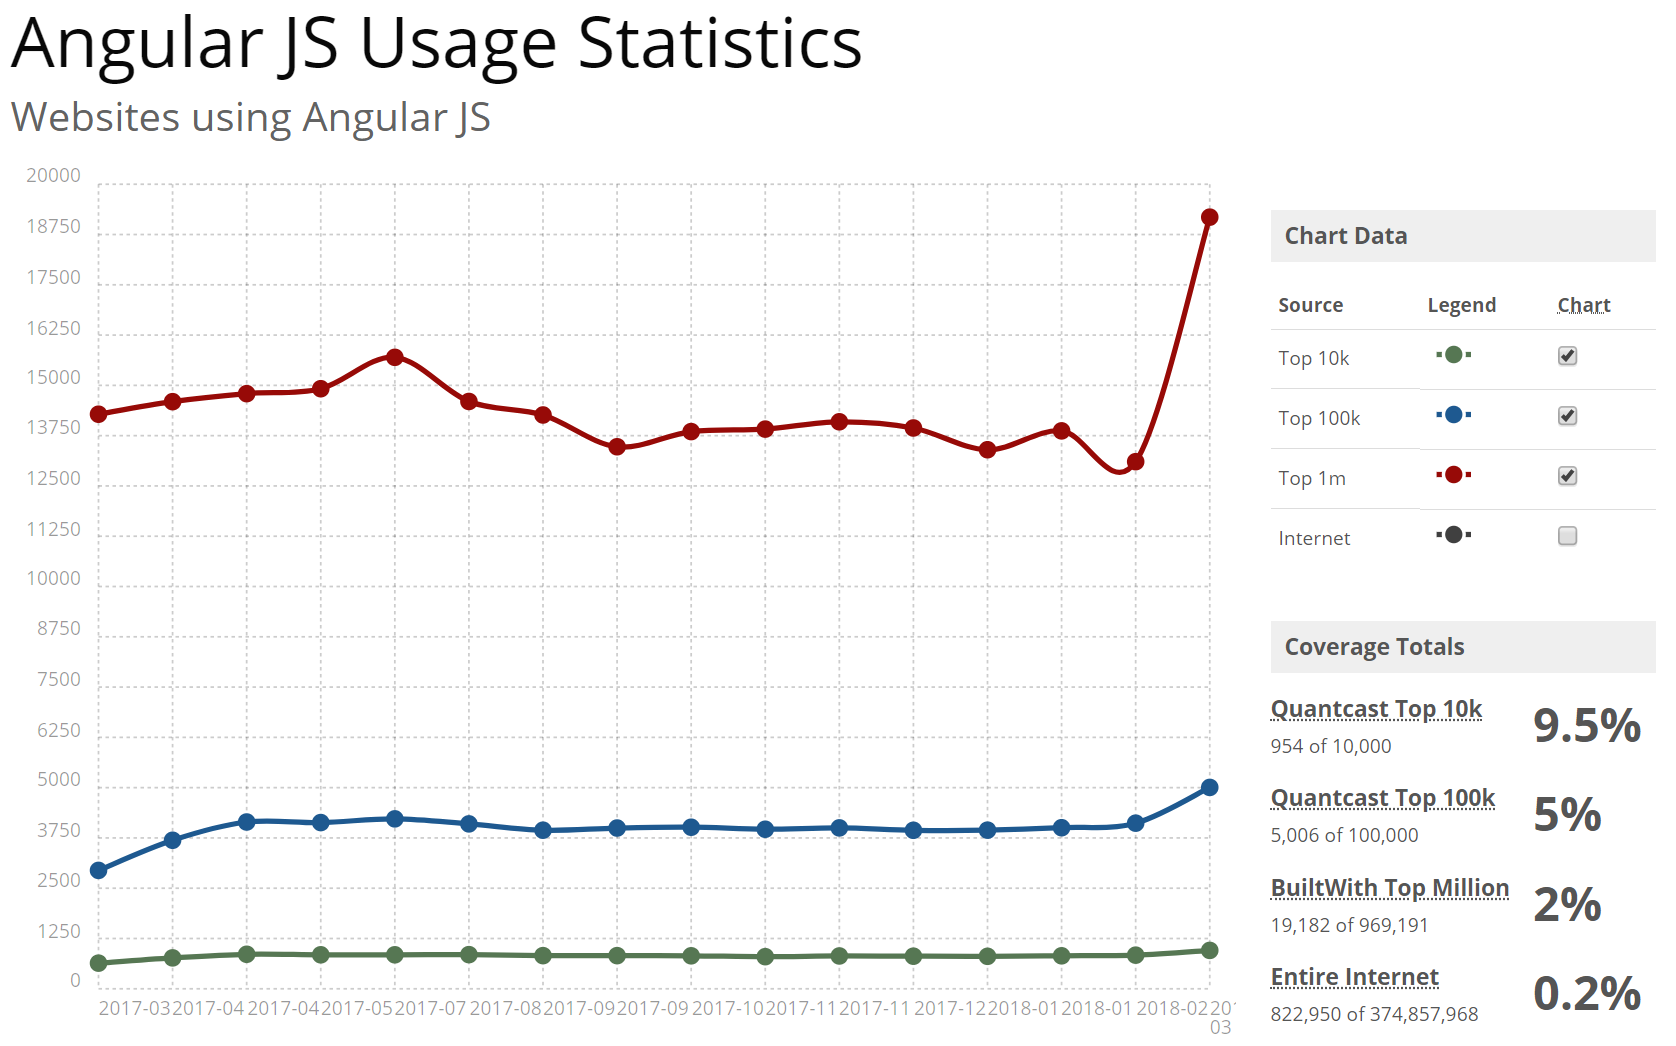 Angular JS Usage Statistics
Websites using Angular JS
20000
18750
17500
16250
15000
13750
12500
11250
10000
8750
7500
6250
5000
3750
2500
1250
0
2017-03 2017-04 2017-04 2017-05 2017-07 2017-08 2017-09 2017-09 2017-10 2017-11 2017-11 2017-12 2018-01 2018-01 2018-02
03
Chart Data
Source Legend Chart
Top 10k
Top 100k
Top 1m
Internet
Coverage Totals
Quantcast Top 10k 9.5%
954 of 10,000
Quantcast Top 100k 5%
5,006 of 100,000
BuiltWith Top Million 2%
19,182 of 969,191
Entire Internet 0.2%
822,950 of 374,857,968